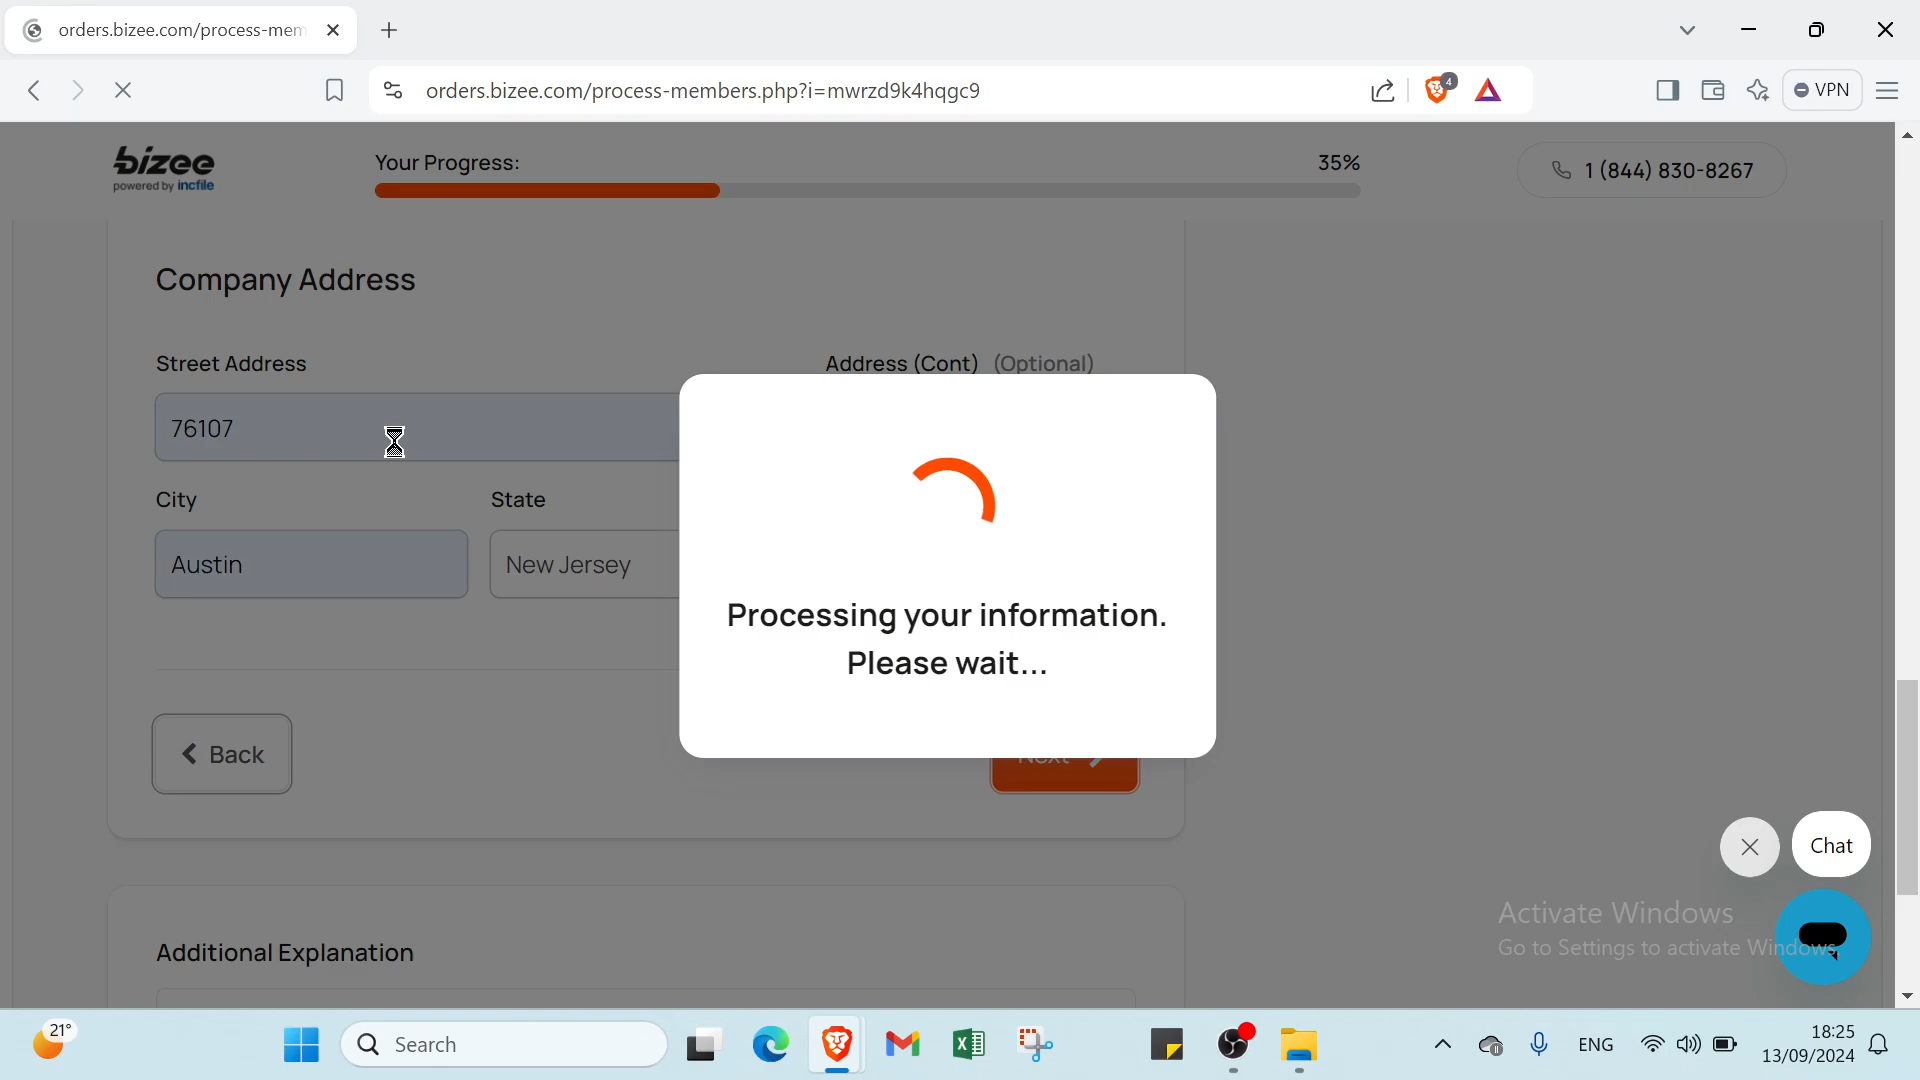 orders.bizee.com/process-mem
orders.bizee.com/process-members.php?i=mwrzd9k4hqgc9
4
VPN
bizee
powered by incfile
Your Progress:
35%
1 (844) 830-8267
Company Address
Street Address
Address (Cont) (Optional)
76107
City
State
Austin
New Jersey
Processing your information.
Please wait...
Back
Next
Chat
Additional Explanation
Activate Windows
Go to Settings to activate Windows.
21°
Search
ENG
18:25
13/09/2024